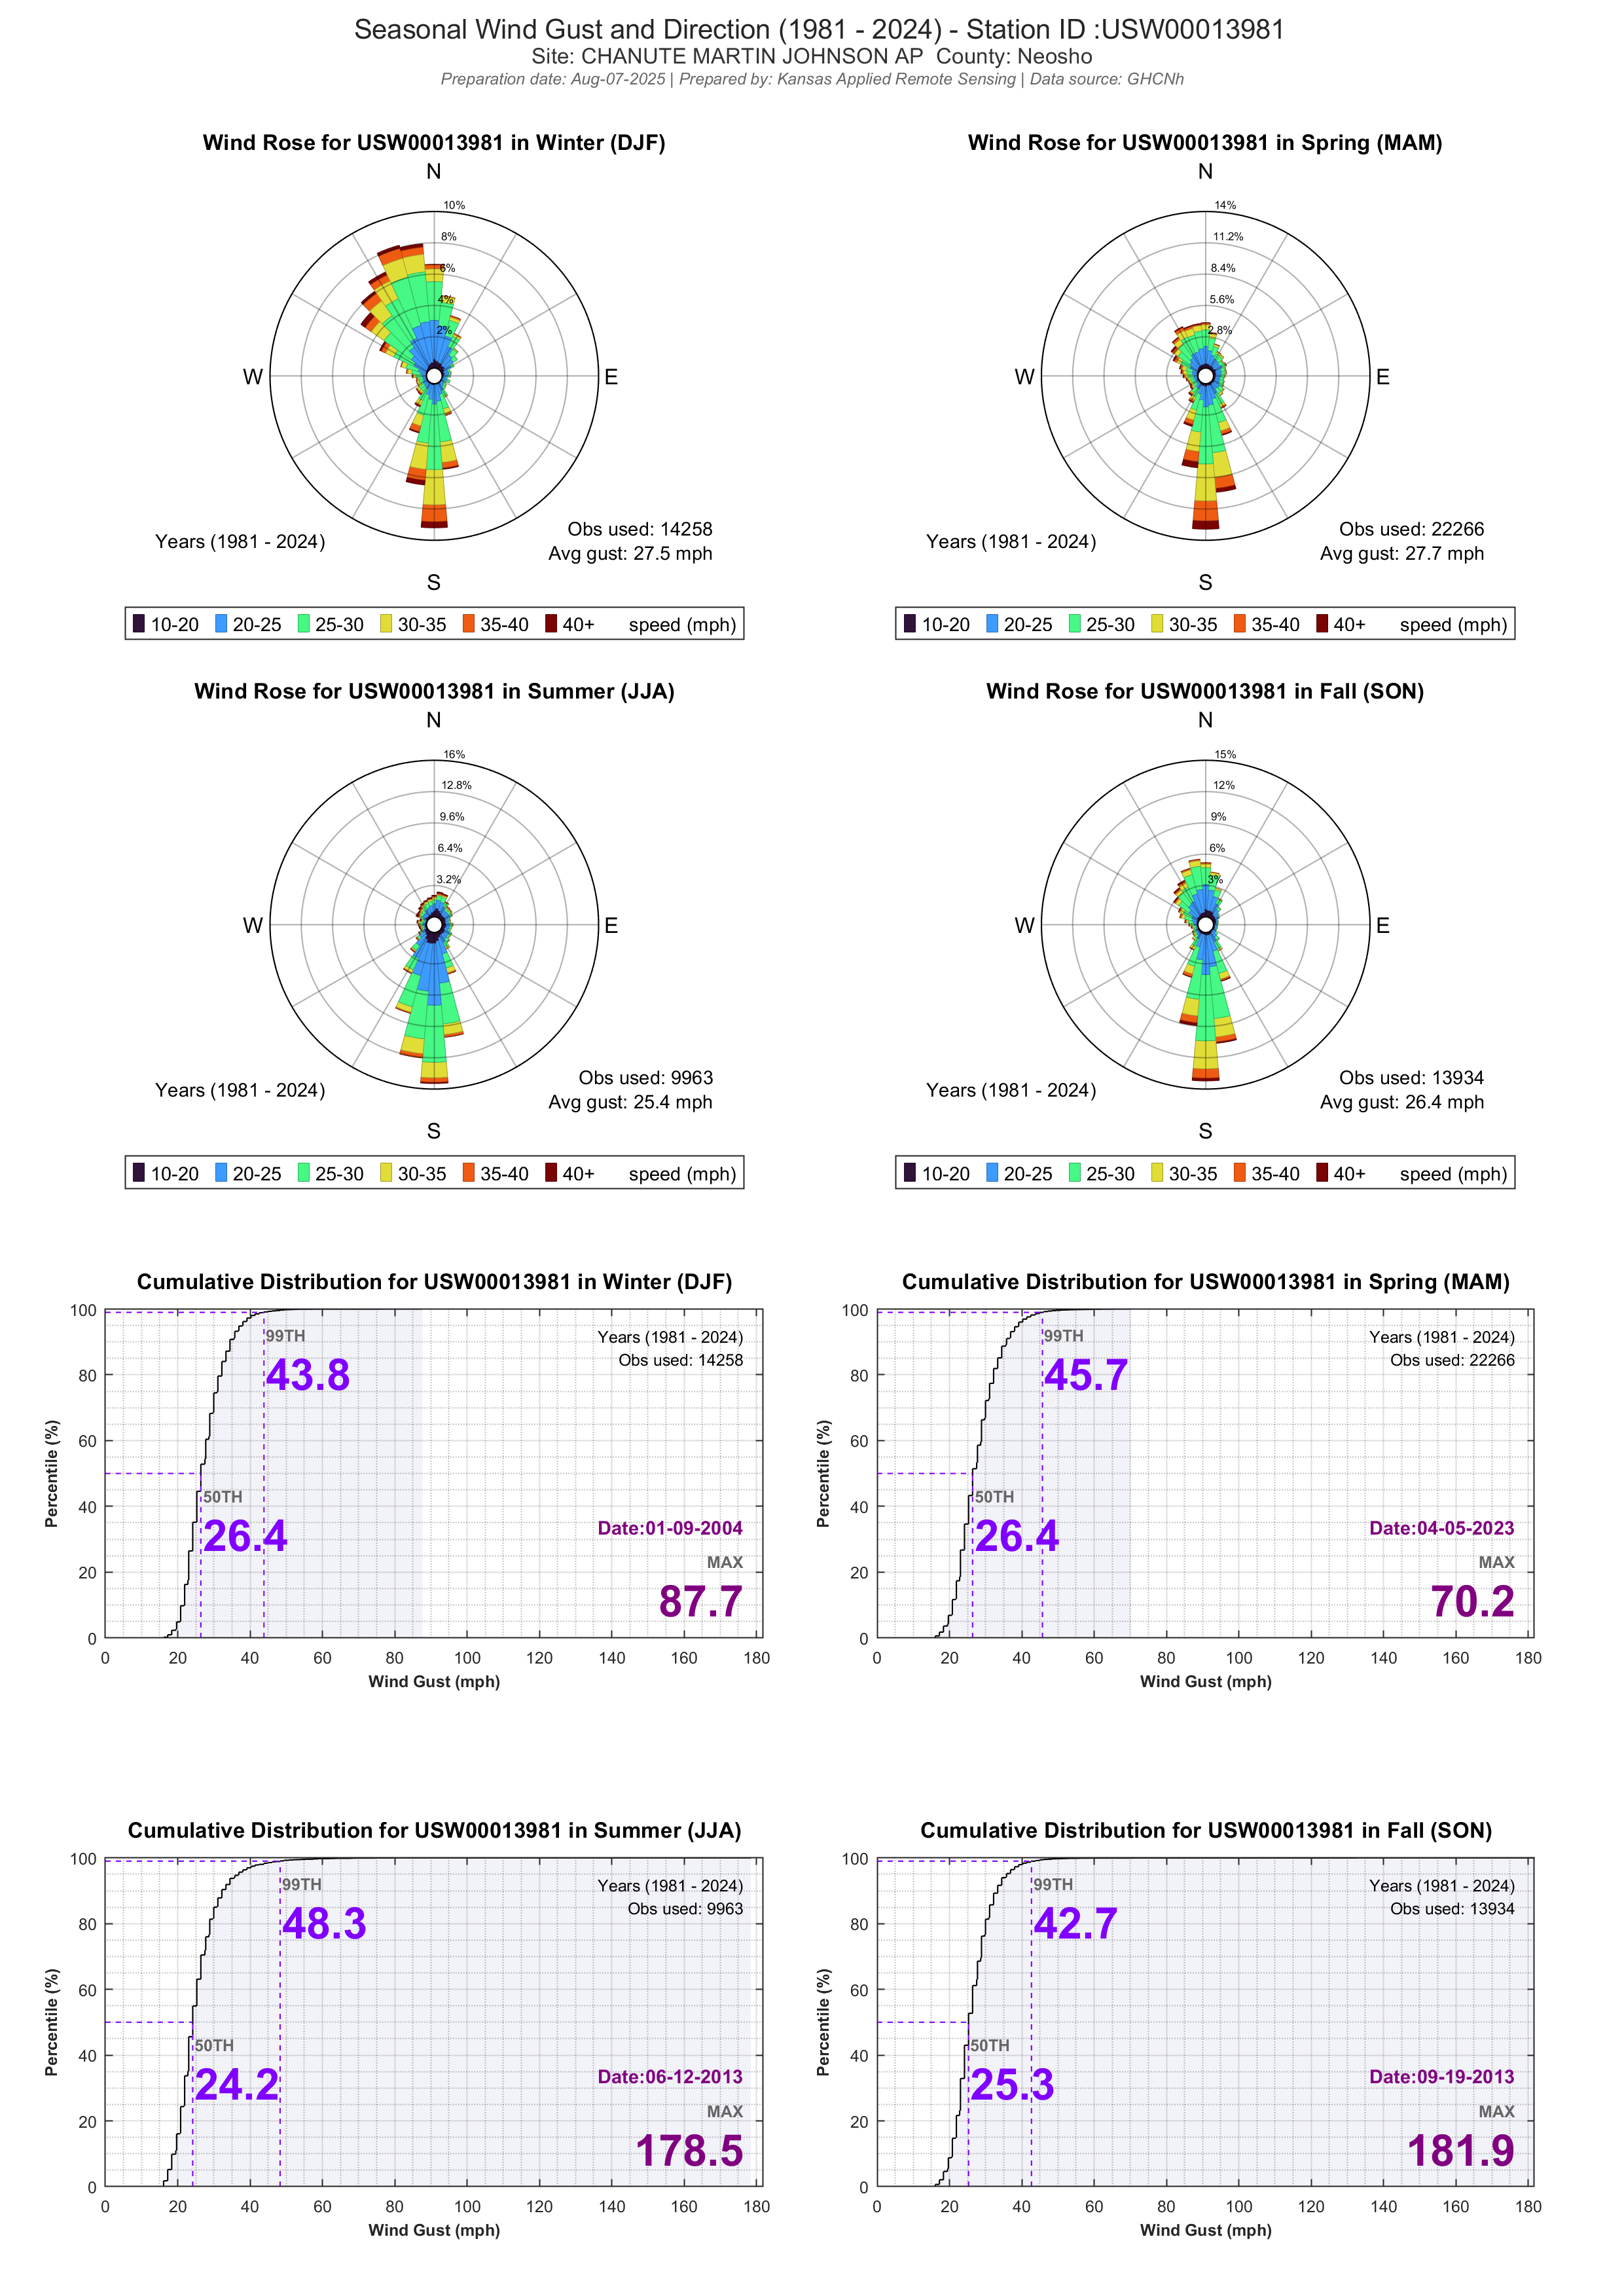 Seasonal Wind Gust and Direction (1981 - 2024) - Station ID :USW00013981
Site: CHANUTE MARTIN JOHNSON AP  County: Neosho
Preparation date: Aug-07-2025 | Prepared by: Kansas Applied Remote Sensing | Data source: GHCNh
Wind Rose for USW00013981 in Winter (DJF)
N
10%
8%
6%
4%
2%
W
E
Years (1981 - 2024)
Obs used: 14258
Avg gust: 27.5 mph
S
10-20 20-25 25-30 30-35 35-40 40+ speed (mph)
Wind Rose for USW00013981 in Spring (MAM)
N
14%
11.2%
8.4%
5.6%
2.8%
W
E
Years (1981 - 2024)
Obs used: 22266
Avg gust: 27.7 mph
S
10-20 20-25 25-30 30-35 35-40 40+ speed (mph)
Wind Rose for USW00013981 in Summer (JJA)
N
16%
12.8%
9.6%
6.4%
3.2%
W
E
Years (1981 - 2024)
Obs used: 9963
Avg gust: 25.4 mph
S
10-20 20-25 25-30 30-35 35-40 40+ speed (mph)
Wind Rose for USW00013981 in Fall (SON)
N
15%
12%
9%
6%
3%
W
E
Years (1981 - 2024)
Obs used: 13934
Avg gust: 26.4 mph
S
10-20 20-25 25-30 30-35 35-40 40+ speed (mph)
Cumulative Distribution for USW00013981 in Winter (DJF)
100
80
60
40
20
0
Percentile (%)
99TH
43.8
Years (1981 - 2024)
Obs used: 14258
50TH
26.4
Date:01-09-2004
MAX
87.7
0 20 40 60 80 100 120 140 160 180
Wind Gust (mph)
Cumulative Distribution for USW00013981 in Spring (MAM)
100
80
60
40
20
0
Percentile (%)
99TH
45.7
Years (1981 - 2024)
Obs used: 22266
50TH
26.4
Date:04-05-2023
MAX
70.2
0 20 40 60 80 100 120 140 160 180
Wind Gust (mph)
Cumulative Distribution for USW00013981 in Summer (JJA)
100
80
60
40
20
0
Percentile (%)
99TH
48.3
Years (1981 - 2024)
Obs used: 9963
50TH
24.2
Date:06-12-2013
MAX
178.5
0 20 40 60 80 100 120 140 160 180
Wind Gust (mph)
Cumulative Distribution for USW00013981 in Fall (SON)
100
80
60
40
20
0
Percentile (%)
99TH
42.7
Years (1981 - 2024)
Obs used: 13934
50TH
25.3
Date:09-19-2013
MAX
181.9
0 20 40 60 80 100 120 140 160 180
Wind Gust (mph)